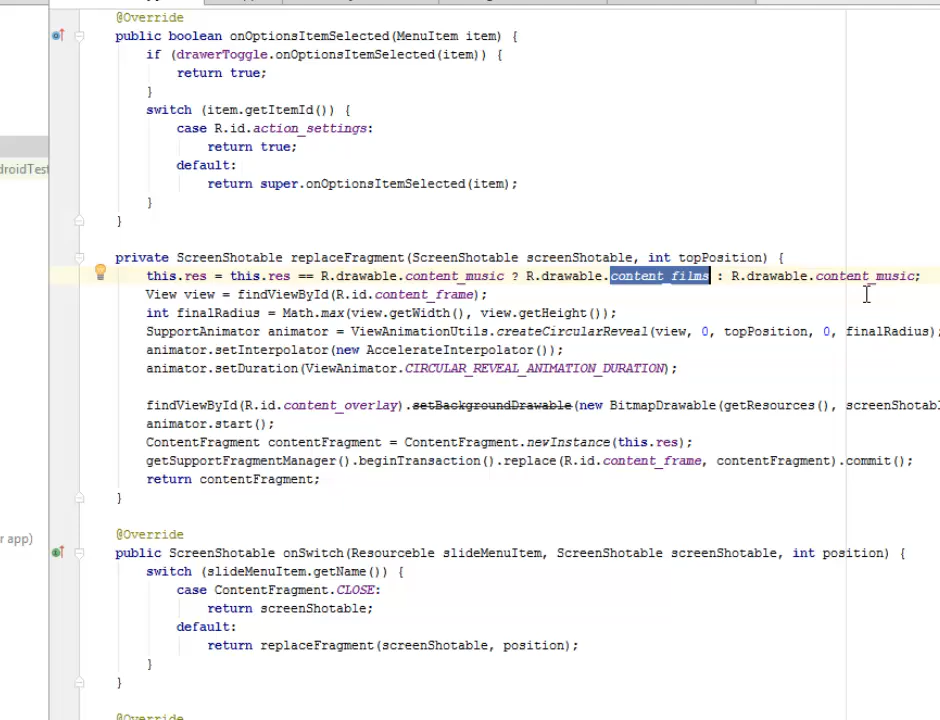 @Override
public boolean onOptionsItemSelected(MenuItem item) {
if (drawerToggle.onOptionsItemSelected(item)) {
return true;
}
switch (item.getItemId()) {
case R.id.action_settings:
return true;
default:
return super.onOptionsItemSelected(item);
}
}
droidTest
private ScreenShotable replaceFragment(ScreenShotable screenShotable, int topPosition) {
this.res = this.res == R.drawable.content_music ? R.drawable.content_films : R.drawable.content_music;
View view = findViewById(R.id.content_frame);
int finalRadius = Math.max(view.getWidth(), view.getHeight());
SupportAnimator animator = ViewAnimationUtils.createCircularReveal(view, 0, topPosition, 0, finalRadius);
animator.setInterpolator(new AccelerateInterpolator());
animator.setDuration(ViewAnimator.CIRCULAR_REVEAL_ANIMATION_DURATION);
findViewById(R.id.content_overlay).setBackgroundDrawable(new BitmapDrawable(getResources(), screenShotabl
animator.start();
ContentFragment contentFragment = ContentFragment.newInstance(this.res);
getSupportFragmentManager().beginTransaction().replace(R.id.content_frame, contentFragment).commit();
return contentFragment;
}
r app)
@Override
public ScreenShotable onSwitch(Resourceble slideMenuItem, ScreenShotable screenShotable, int position) {
switch (slideMenuItem.getName()) {
case ContentFragment.CLOSE:
return screenShotable;
default:
return replaceFragment(screenShotable, position);
}
}
@Override